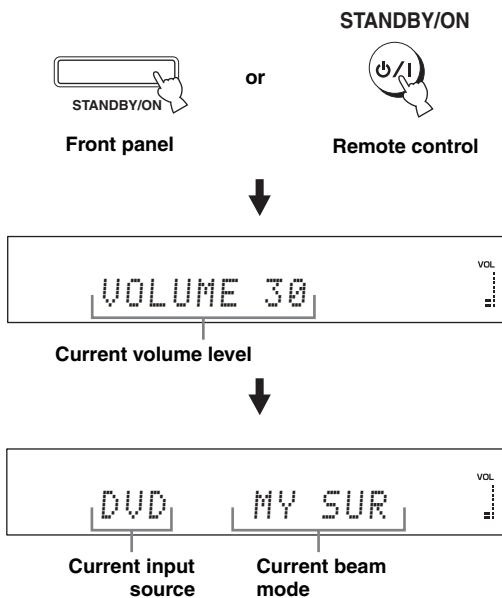 STANDBY/ON
or
⏻/I
STANDBY/ON
Front panel
Remote control
VOL
VOLUME 30
Current volume level
VOL
DVD MY SUR
Current input source
Current beam mode